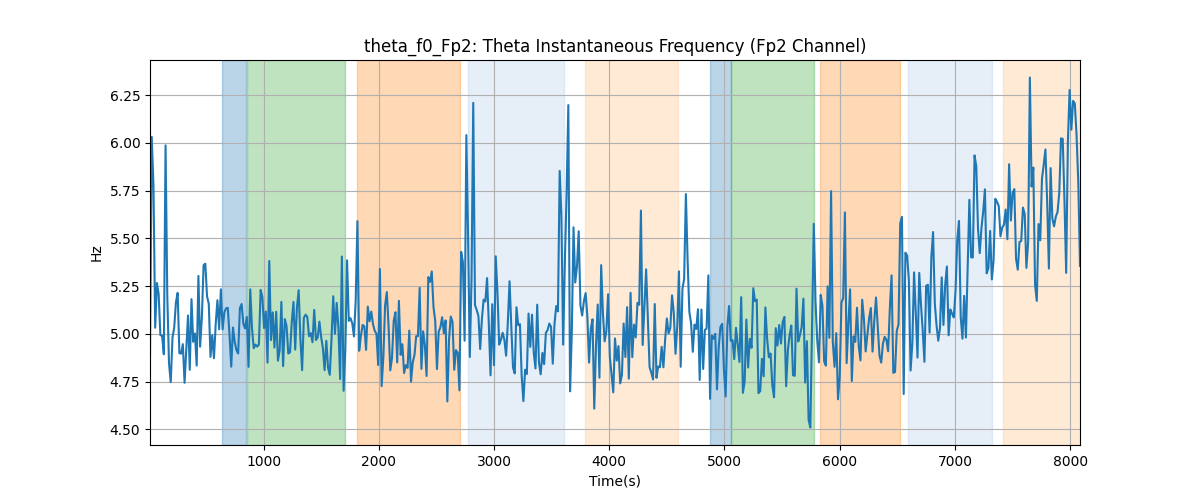 theta_f0_Fp2: Theta Instantaneous Frequency (Fp2 Channel)
6.25
6.00
5.75
5.50
5.25
5.00
4.75
4.50
Hz
1000 2000 3000 4000 5000 6000 7000 8000
Time(s)